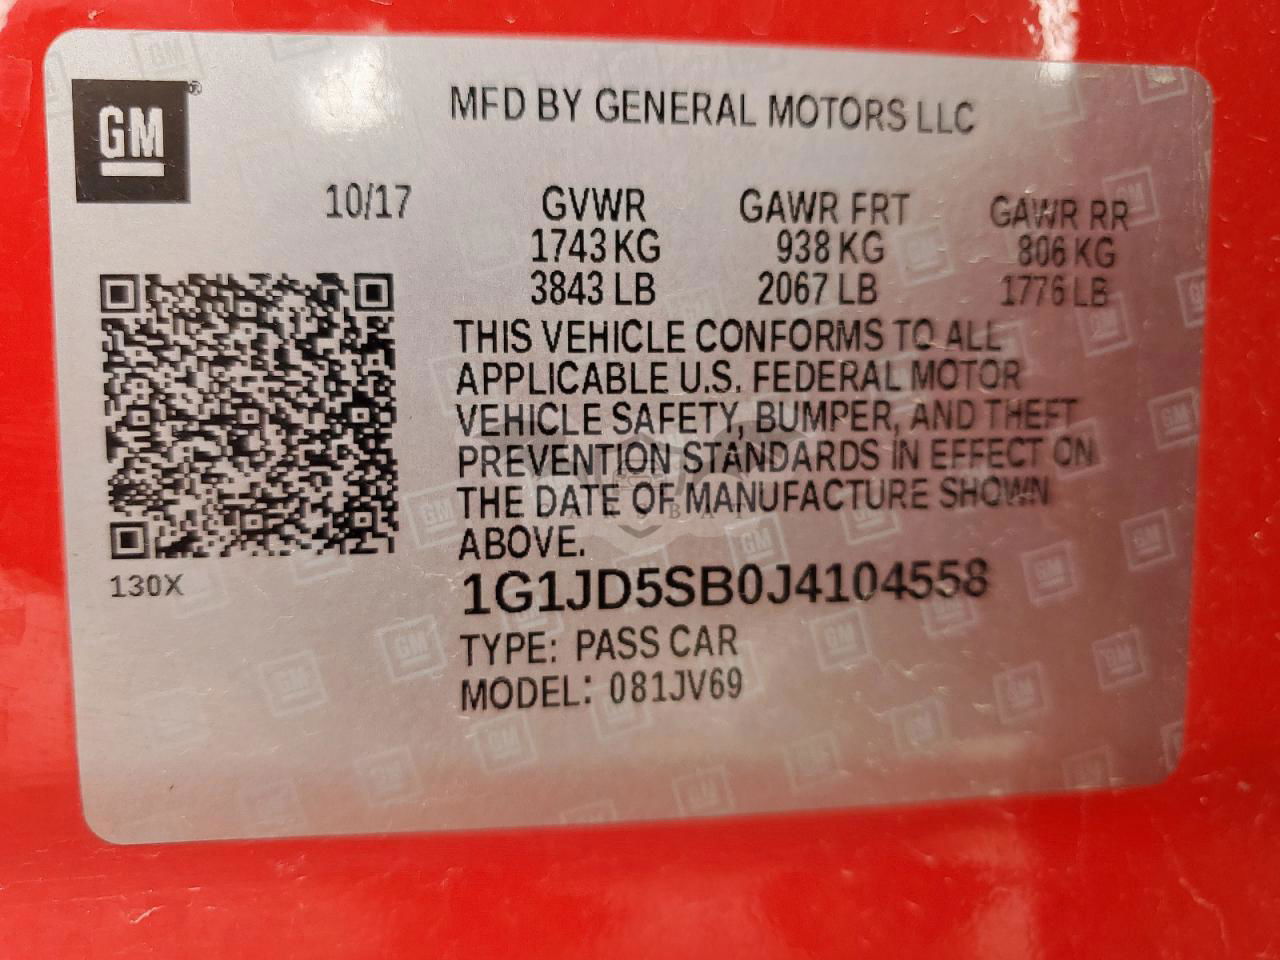 GM®
MFD BY GENERAL MOTORS LLC
10/17 GVWR GAWR FRT GAWR RR
1743 KG 938 KG 806 KG
3843 LB 2067 LB 1776 LB
THIS VEHICLE CONFORMS TO ALL
APPLICABLE U.S. FEDERAL MOTOR
VEHICLE SAFETY, BUMPER, AND THEFT
PREVENTION STANDARDS IN EFFECT ON
THE DATE OF MANUFACTURE SHOWN
ABOVE.
130X
1G1JD5SB0J4104558
TYPE: PASS CAR
MODEL: 081JV69